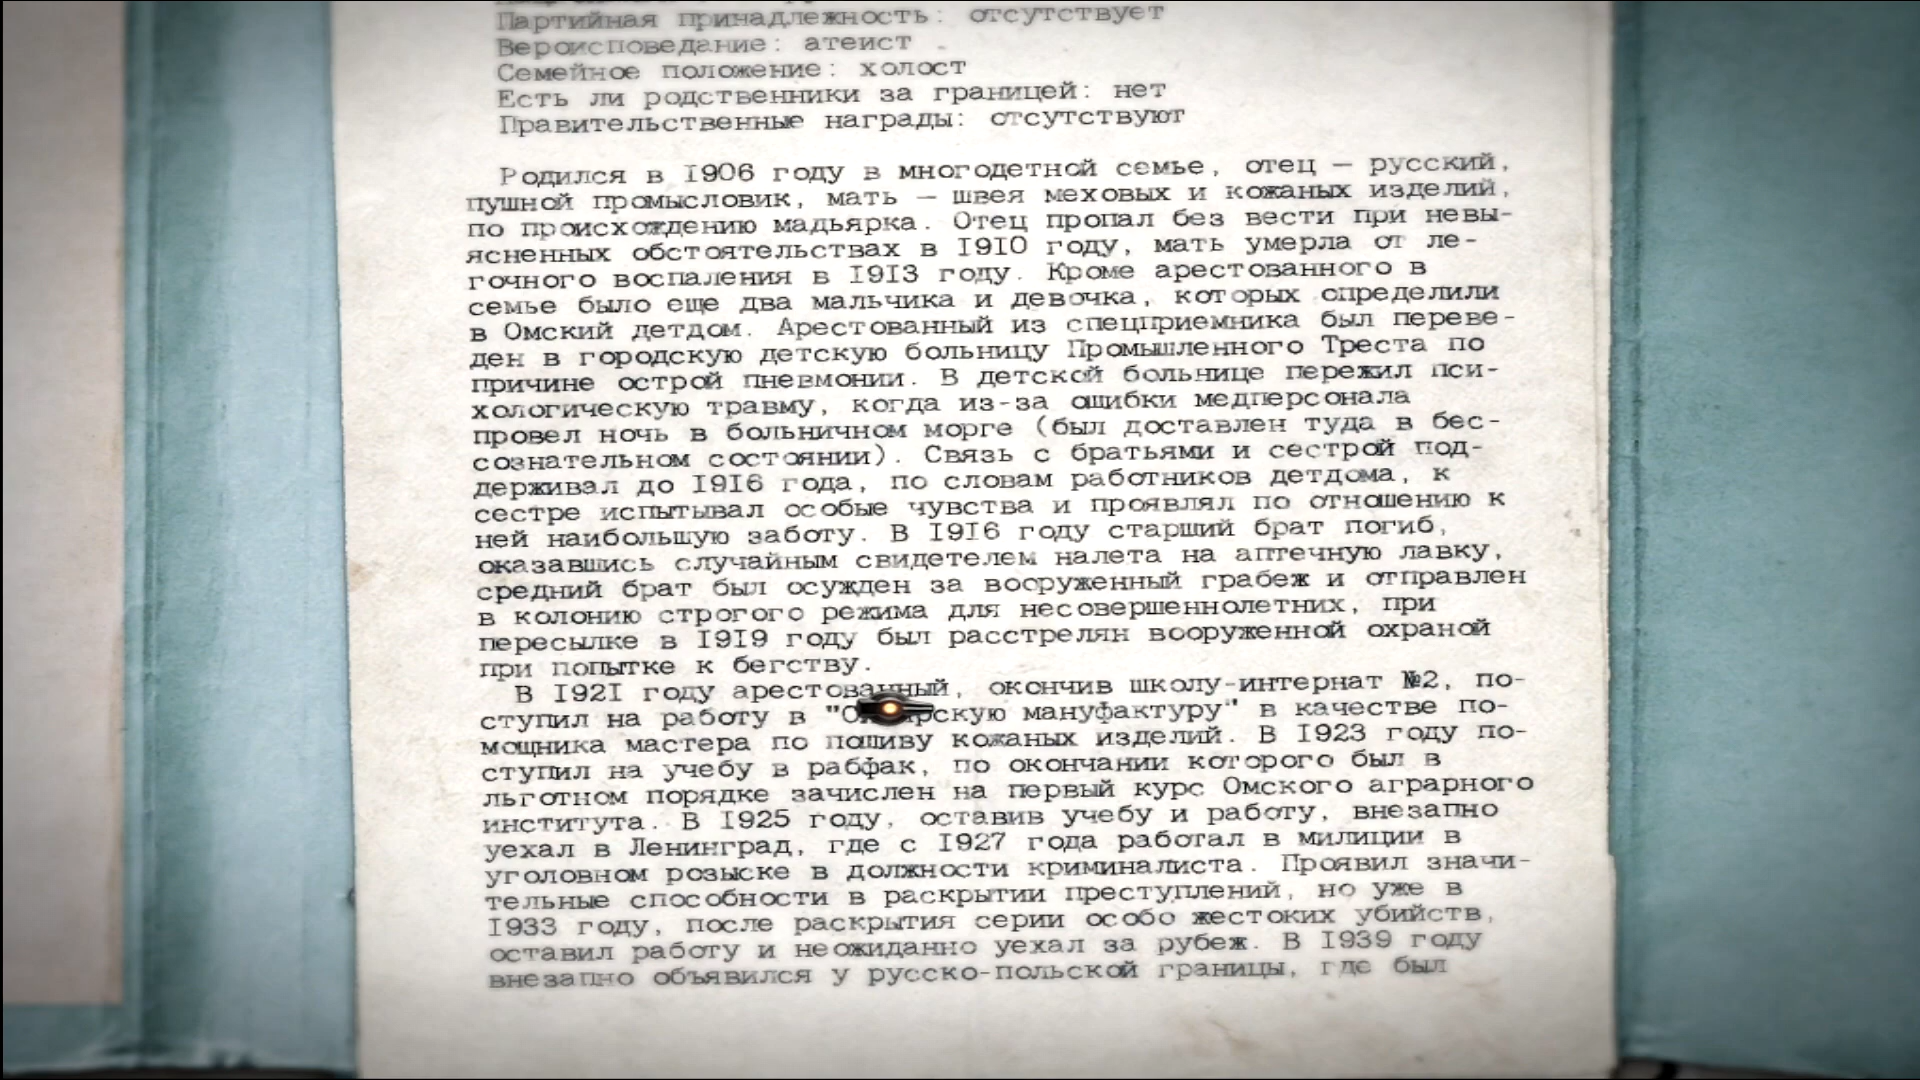 Партийная принадлежность: отсутствует
Вероисповедание: атеист
Семейное положение: холост
Есть ли родственники за границей: нет
Правительственные награды: отсутствуют
Родился в I906 году в многодетной семье, отец — русский,
пушной промысловик, мать — швея меховых и кожаных изделий,
по происхождению мадьярка. Отец пропал без вести при невы-
ясненных обстоятельствах в I9I0 году, мать умерла от ле-
гочного воспаления в I9I3 году. Кроме арестованного в
семье было еще два мальчика и девочка, которых определили
в Омский детдом. Арестованный из спецприемника был переве-
ден в городскую детскую больницу Промышленного Треста по
причине острой пневмонии. В детской больнице пережил пси-
хологическую травму, когда из-за ошибки медперсонала
провел ночь в больничном морге (был доставлен туда в бес-
сознательном состоянии). Связь с братьями и сестрой под-
держивал до I9I6 года, по словам работников детдома, к
сестре испытывал особые чувства и проявлял по отношению к
ней наибольшую заботу. В I9I6 году старший брат погиб,
оказавшись случайным свидетелем налета на аптечную лавку,
средний брат был осужден за вооруженный грабеж и отправлен
в колонию строгого режима для несовершеннолетних, при
пересылке в I9I9 году был расстрелян вооруженной охраной
при попытке к бегству.
В I92I году арестованный, окончив школу-интернат №2, по-
ступил на работу в мануфактуру" в качестве по-
мощника мастера по пошиву кожаных изделий. В I923 году по-
ступил на учебу в рабфак, по окончании которого был в
льготном порядке зачислен на первый курс Омского аграрного
института. В I925 году, оставив учебу и работу, внезапно
уехал в Ленинград, где с I927 года работал в милиции в
уголовном розыске в должности криминалиста. Проявил значи-
тельные способности в раскрытии преступлений, но уже в
I933 году, после раскрытия серии особо жестоких убийств,
оставил работу и неожиданно уехал за рубеж. В I939 году
внезапно объявился у русско-польской границы, где был